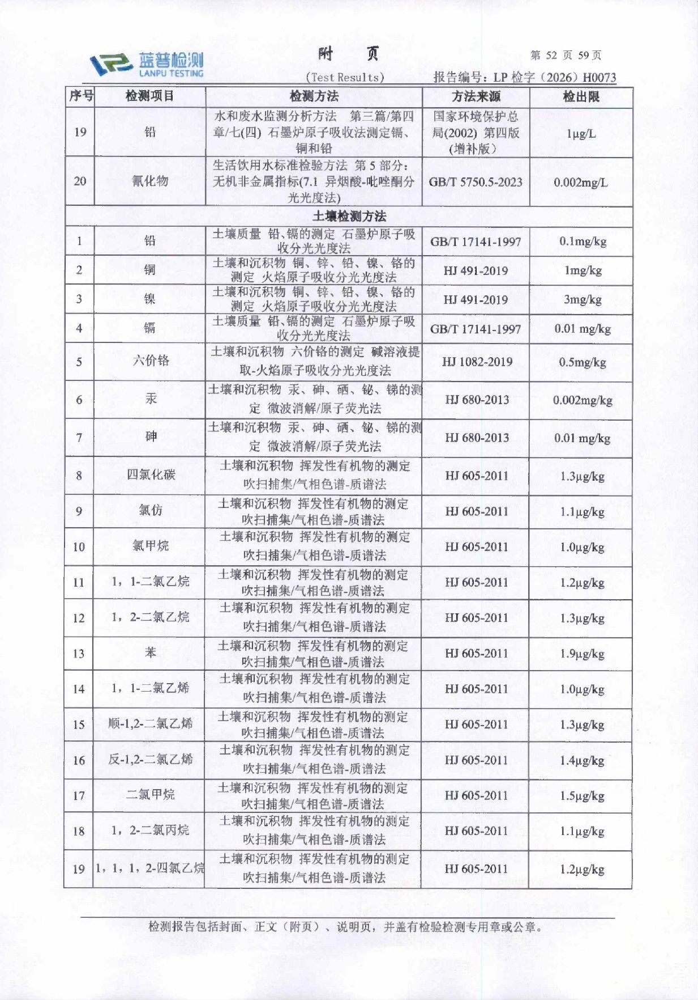 蓝普检测
LANPU TESTING
附 页
(Test Results)
第 52 页 59页
报告编号：LP 检字（2026）H0073
序号 检测项目 检测方法 方法来源 检出限
19 铅 水和废水监测分析方法 第三篇/第四章/七(四) 石墨炉原子吸收法测定镉、铜和铅 国家环境保护总局(2002) 第四版(增补版） 1μg/L
20 氰化物 生活饮用水标准检验方法 第 5 部分：无机非金属指标(7.1 异烟酸-吡唑酮分光光度法) GB/T 5750.5-2023 0.002mg/L
土壤检测方法
1 铅 土壤质量 铅、镉的测定 石墨炉原子吸收分光光度法 GB/T 17141-1997 0.1mg/kg
2 铜 土壤和沉积物 铜、锌、铅、镍、铬的测定 火焰原子吸收分光光度法 HJ 491-2019 1mg/kg
3 镍 土壤和沉积物 铜、锌、铅、镍、铬的测定 火焰原子吸收分光光度法 HJ 491-2019 3mg/kg
4 镉 土壤质量 铅、镉的测定 石墨炉原子吸收分光光度法 GB/T 17141-1997 0.01 mg/kg
5 六价铬 土壤和沉积物 六价铬的测定 碱溶液提取-火焰原子吸收分光光度法 HJ 1082-2019 0.5mg/kg
6 汞 土壤和沉积物 汞、砷、硒、铋、锑的测定 微波消解/原子荧光法 HJ 680-2013 0.002mg/kg
7 砷 土壤和沉积物 汞、砷、硒、铋、锑的测定 微波消解/原子荧光法 HJ 680-2013 0.01 mg/kg
8 四氯化碳 土壤和沉积物 挥发性有机物的测定 吹扫捕集/气相色谱-质谱法 HJ 605-2011 1.3μg/kg
9 氯仿 土壤和沉积物 挥发性有机物的测定 吹扫捕集/气相色谱-质谱法 HJ 605-2011 1.1μg/kg
10 氯甲烷 土壤和沉积物 挥发性有机物的测定 吹扫捕集/气相色谱-质谱法 HJ 605-2011 1.0μg/kg
11 1，1-二氯乙烷 土壤和沉积物 挥发性有机物的测定 吹扫捕集/气相色谱-质谱法 HJ 605-2011 1.2μg/kg
12 1，2-二氯乙烷 土壤和沉积物 挥发性有机物的测定 吹扫捕集/气相色谱-质谱法 HJ 605-2011 1.3μg/kg
13 苯 土壤和沉积物 挥发性有机物的测定 吹扫捕集/气相色谱-质谱法 HJ 605-2011 1.9μg/kg
14 1，1-二氯乙烯 土壤和沉积物 挥发性有机物的测定 吹扫捕集/气相色谱-质谱法 HJ 605-2011 1.0μg/kg
15 顺-1,2-二氯乙烯 土壤和沉积物 挥发性有机物的测定 吹扫捕集/气相色谱-质谱法 HJ 605-2011 1.3μg/kg
16 反-1,2-二氯乙烯 土壤和沉积物 挥发性有机物的测定 吹扫捕集/气相色谱-质谱法 HJ 605-2011 1.4μg/kg
17 二氯甲烷 土壤和沉积物 挥发性有机物的测定 吹扫捕集/气相色谱-质谱法 HJ 605-2011 1.5μg/kg
18 1，2-二氯丙烷 土壤和沉积物 挥发性有机物的测定 吹扫捕集/气相色谱-质谱法 HJ 605-2011 1.1μg/kg
19 1，1，1，2-四氯乙烷 土壤和沉积物 挥发性有机物的测定 吹扫捕集/气相色谱-质谱法 HJ 605-2011 1.2μg/kg
检测报告包括封面、正文（附页）、说明页，并盖有检验检测专用章或公章。